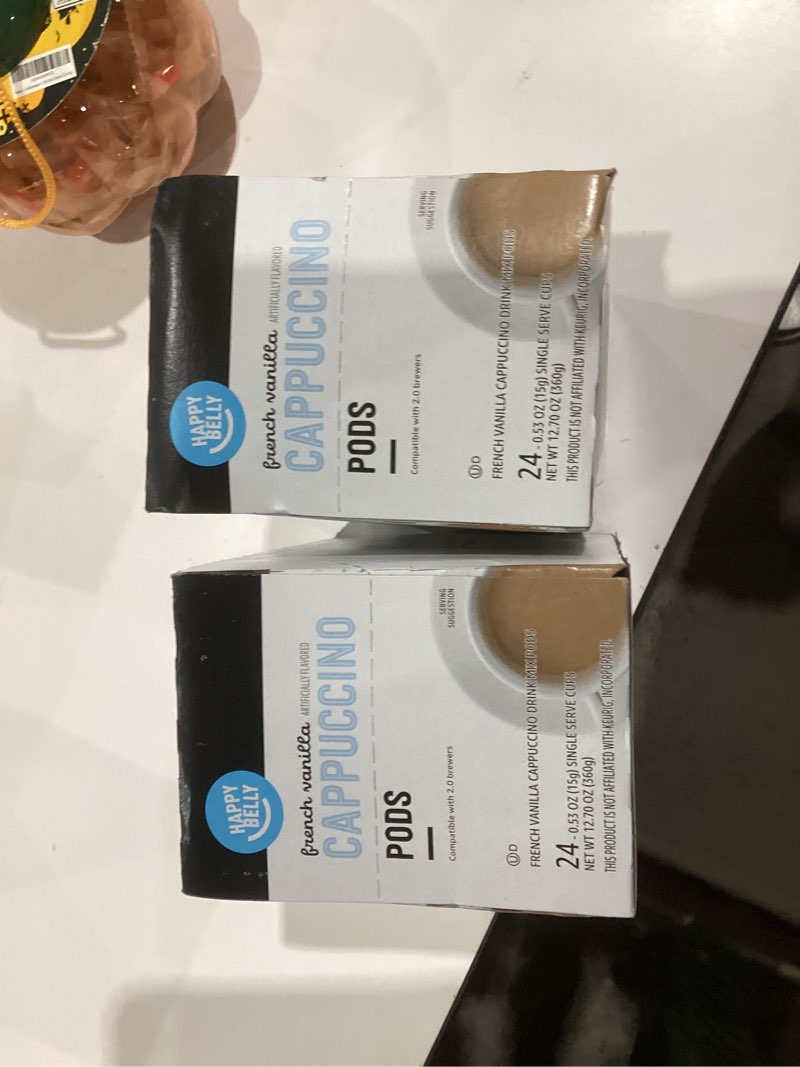 HAPPY
BELLY
french vanilla ARTIFICIALLY FLAVORED
CAPPUCCINO
PODS
Compatible with 2.0 brewers
SERVING
SUGGESTION
U D
FRENCH VANILLA CAPPUCCINO DRINK MIX PODS
24 - 0.53 OZ (15g) SINGLE SERVE CUPS
NET WT 12.70 OZ (360g)
THIS PRODUCT IS NOT AFFILIATED WITH KEURIG, INCORPORATED.
HAPPY
BELLY
french vanilla ARTIFICIALLY FLAVORED
CAPPUCCINO
PODS
Compatible with 2.0 brewers
SERVING
SUGGESTION
U D
FRENCH VANILLA CAPPUCCINO DRINK MIX PODS
24 - 0.53 OZ (15g) SINGLE SERVE CUPS
NET WT 12.70 OZ (360g)
THIS PRODUCT IS NOT AFFILIATED WITH KEURIG, INCORPORATED.